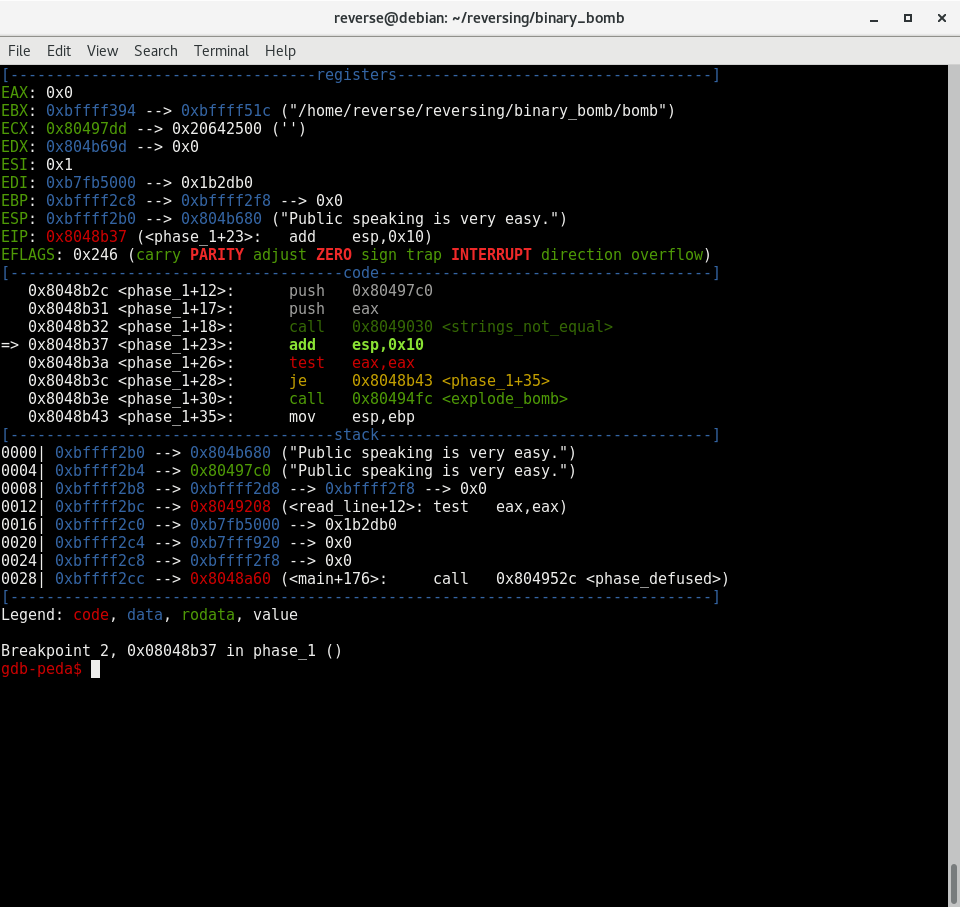 reverse@debian: ~/reversing/binary_bomb
File Edit View Search Terminal Help
[----------------------------------registers-----------------------------------]
EAX: 0x0
EBX: 0xbffff394 --> 0xbffff51c ("/home/reverse/reversing/binary_bomb/bomb")
ECX: 0x80497dd --> 0x20642500 ('')
EDX: 0x804b69d --> 0x0
ESI: 0x1
EDI: 0xb7fb5000 --> 0x1b2db0
EBP: 0xbffff2c8 --> 0xbffff2f8 --> 0x0
ESP: 0xbffff2b0 --> 0x804b680 ("Public speaking is very easy.")
EIP: 0x8048b37 (<phase_1+23>: add esp,0x10)
EFLAGS: 0x246 (carry PARITY adjust ZERO sign trap INTERRUPT direction overflow)
[-------------------------------------code-------------------------------------]
0x8048b2c <phase_1+12>: push 0x80497c0
0x8048b31 <phase_1+17>: push eax
0x8048b32 <phase_1+18>: call 0x8049030 <strings_not_equal>
=> 0x8048b37 <phase_1+23>: add esp,0x10
0x8048b3a <phase_1+26>: test eax,eax
0x8048b3c <phase_1+28>: je 0x8048b43 <phase_1+35>
0x8048b3e <phase_1+30>: call 0x80494fc <explode_bomb>
0x8048b43 <phase_1+35>: mov esp,ebp
[------------------------------------stack-------------------------------------]
0000| 0xbffff2b0 --> 0x804b680 ("Public speaking is very easy.")
0004| 0xbffff2b4 --> 0x80497c0 ("Public speaking is very easy.")
0008| 0xbffff2b8 --> 0xbffff2d8 --> 0xbffff2f8 --> 0x0
0012| 0xbffff2bc --> 0x8049208 (<read_line+12>: test eax,eax)
0016| 0xbffff2c0 --> 0xb7fb5000 --> 0x1b2db0
0020| 0xbffff2c4 --> 0xb7fff920 --> 0x0
0024| 0xbffff2c8 --> 0xbffff2f8 --> 0x0
0028| 0xbffff2cc --> 0x8048a60 (<main+176>: call 0x804952c <phase_defused>)
[------------------------------------------------------------------------------]
Legend: code, data, rodata, value
Breakpoint 2, 0x08048b37 in phase_1 ()
gdb-peda$